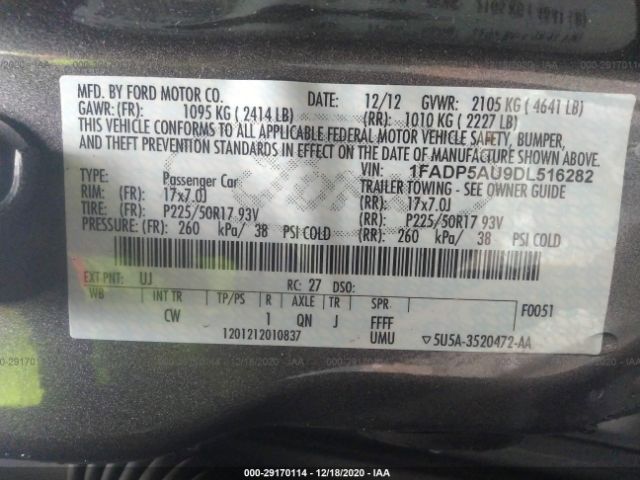 MFD. BY FORD MOTOR CO. DATE: 12/12 GVWR: 2105 KG ( 4641 LB)
GAWR: (FR): 1095 KG ( 2414 LB) (RR): 1010 KG ( 2227 LB)
THIS VEHICLE CONFORMS TO ALL APPLICABLE FEDERAL MOTOR VEHICLE SAFETY, BUMPER,
AND THEFT PREVENTION STANDARDS IN EFFECT ON THE DATE OF MANUFACTURE SHOWN ABOVE.
VIN: 1FADP5AU9DL516282
TYPE: Passenger Car TRAILER TOWING - SEE OWNER GUIDE
RIM: (FR): 17x7.0J (RR): 17x7.0J
TIRE: (FR): P225/50R17 93V (RR): P225/50R17 93V
PRESSURE: (FR): 260 kPa/ 38 PSI COLD (RR): 260 kPa/ 38 PSI COLD
EXT PNT: UJ RC: 27 DSO:
WB INT TR TP/PS R AXLE TR SPR F0051
CW 1 QN J FFFF
1201212010837 UMU ▽5U5A-3520472-AA
000-29170114 - 12/18/2020 - IAA